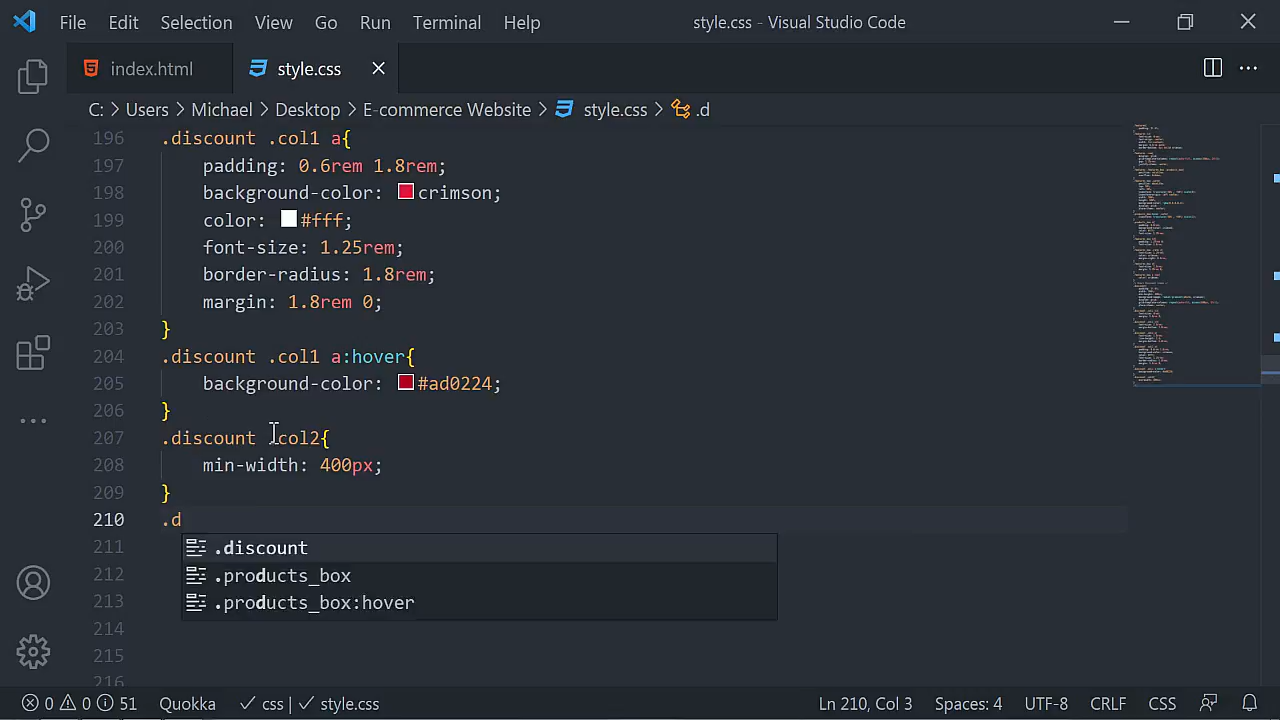 File Edit Selection View Go Run Terminal Help style.css - Visual Studio Code
index.html style.css
C: > Users > Michael > Desktop > E-commerce Website > style.css > .d
196 .discount .col1 a{
197 padding: 0.6rem 1.8rem;
198 background-color: crimson;
199 color: #fff;
200 font-size: 1.25rem;
201 border-radius: 1.8rem;
202 margin: 1.8rem 0;
203 }
204 .discount .col1 a:hover{
205 background-color: #ad0224;
206 }
207 .discount .col2{
208 min-width: 400px;
209 }
210 .d
211 .discount
212 .products_box
213 .products_box:hover
214
215
216
0 0 51 Quokka css | style.css Ln 210, Col 3 Spaces: 4 UTF-8 CRLF CSS